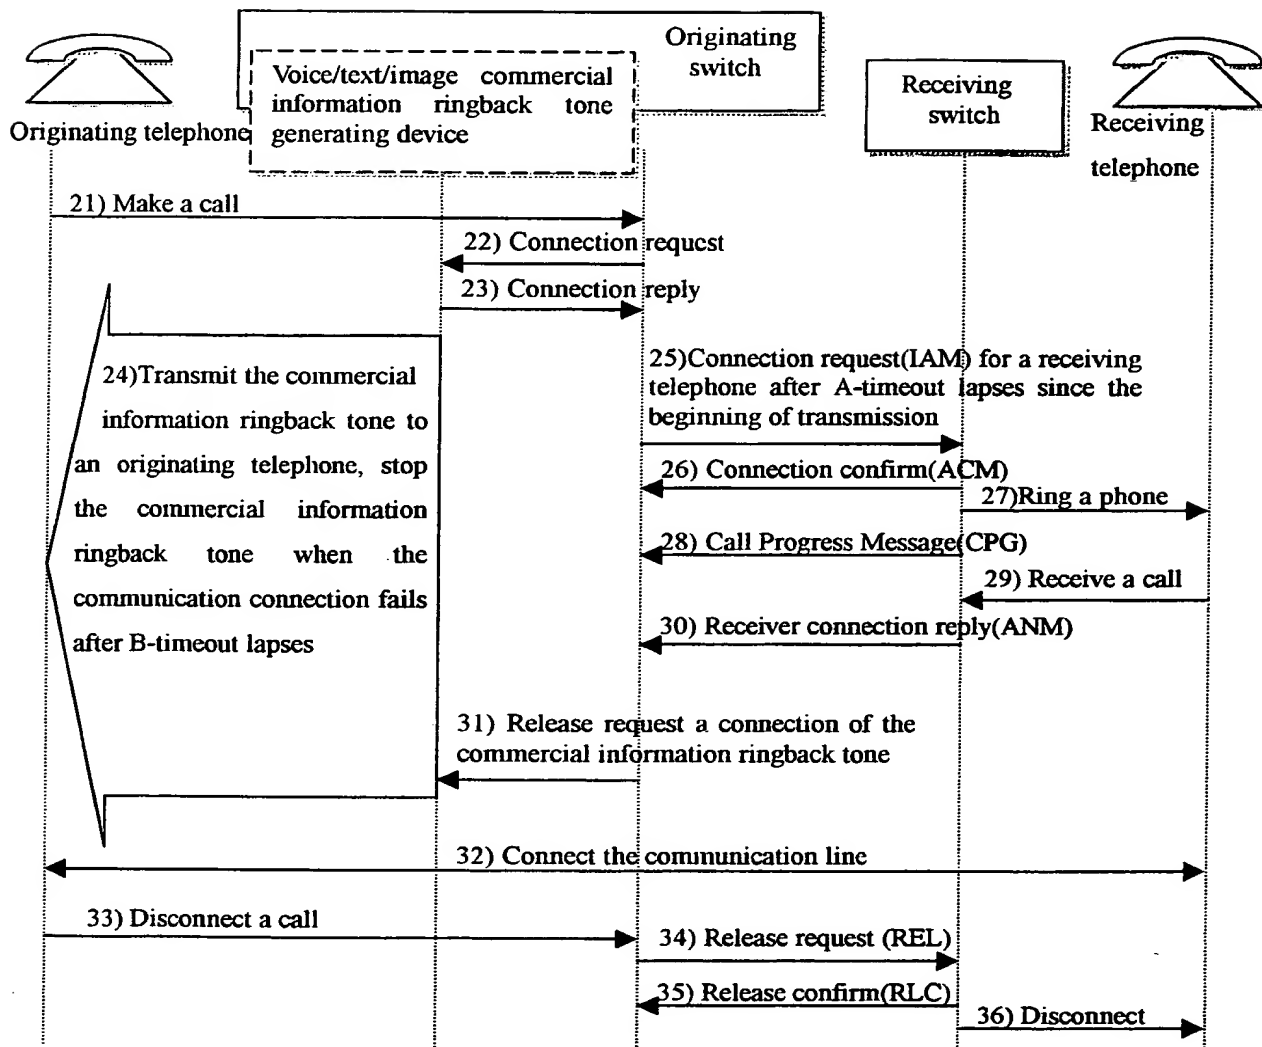 Originating
switch
Voice/text/image commercial
information ringback tone
generating device
Receiving
switch
Originating telephone
Receiving
telephone
21) Make a call
22) Connection request
23) Connection reply
24)Transmit the commercial
information ringback tone to
an originating telephone, stop
the commercial information
ringback tone when the
communication connection fails
after B-timeout lapses
25)Connection request(IAM) for a receiving
telephone after A-timeout lapses since the
beginning of transmission
26) Connection confirm(ACM)
27)Ring a phone
28) Call Progress Message(CPG)
29) Receive a call
30) Receiver connection reply(ANM)
31) Release request a connection of the
commercial information ringback tone
32) Connect the communication line
33) Disconnect a call
34) Release request (REL)
35) Release confirm(RLC)
36) Disconnect